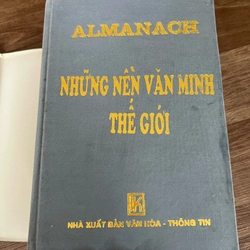 ALMANACH
NHỮNG NỀN VĂN MINH
THẾ GIỚI
NHÀ XUẤT BẢN VĂN HÓA - THÔNG TIN